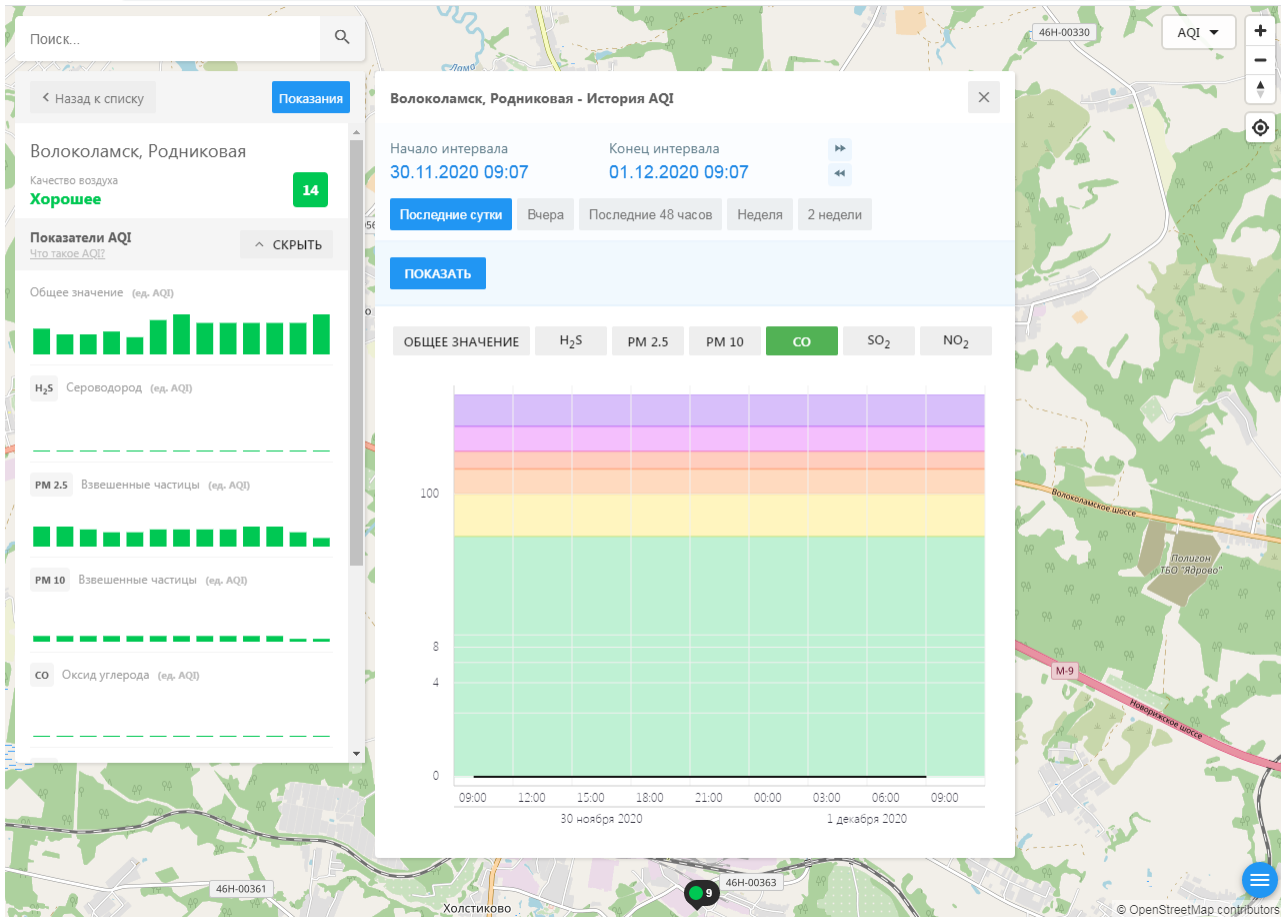 Поиск...
46Н-00330
AQI
Ламо
Назад к списку
Показания
Волоколамск, Родниковая - История AQI
Волоколамск, Родниковая
Качество воздуха
Хорошее
14
Начало интервала
30.11.2020 09:07
Конец интервала
01.12.2020 09:07
Последние сутки
Вчера
Последние 48 часов
Неделя
2 недели
Показатели AQI
Что такое AQI?
СКРЫТЬ
ПОКАЗАТЬ
Общее значение (ед. AQI)
ОБЩЕЕ ЗНАЧЕНИЕ
H2S
PM 2.5
PM 10
CO
SO2
NO2
H2S Сероводород (ед. AQI)
PM 2.5 Взвешенные частицы (ед. AQI)
PM 10 Взвешенные частицы (ед. AQI)
CO Оксид углерода (ед. AQI)
100
8
4
0
09:00 12:00 15:00 18:00 21:00 00:00 03:00 06:00 09:00
30 ноября 2020
1 декабря 2020
Волоколамское шоссе
Полигон
ТБО "Ядрово"
М-9
Новорижское шоссе
46Н-00361
46Н-00363
9
Холстиково
© OpenStreetMap contributors